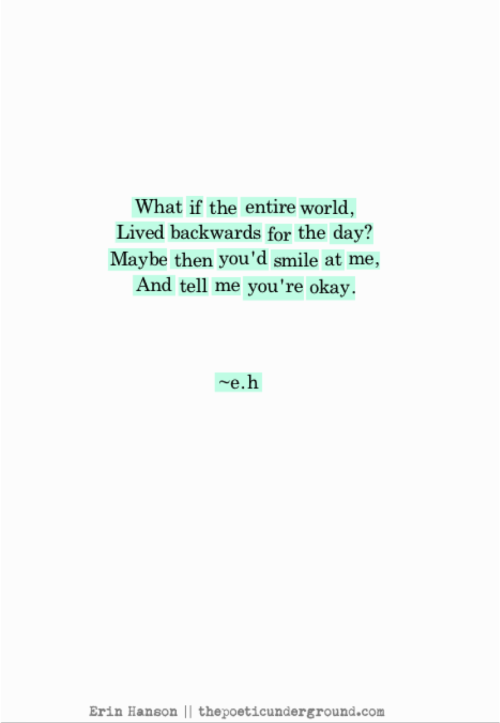 What if the entire world,
Lived backwards for the day?
Maybe then you'd smile at me,
And tell me you're okay.
~e.h
Erin Hanson || thepoeticunderground.com